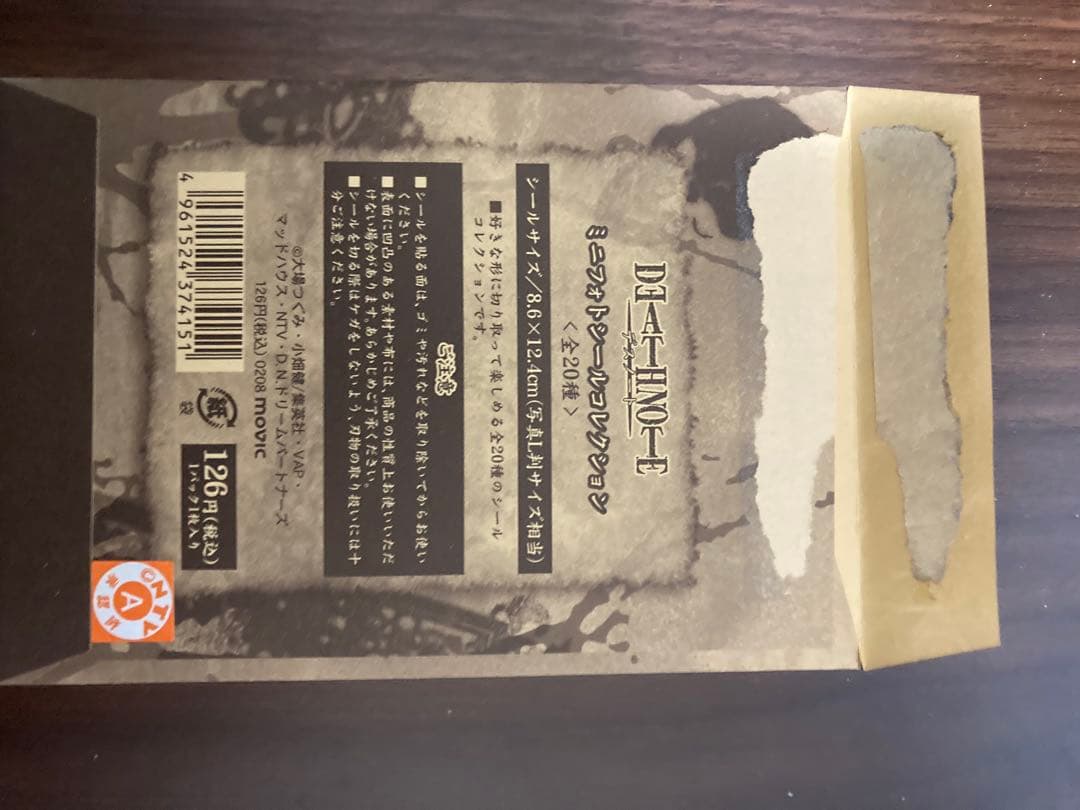 DEATHNOTE
デスノート
ミニフォトシールコレクション
<全20種>
シールサイズ/8.6×12.4cm(写真L判サイズ相当)
■好きな形に切り取って楽しめる全20種のシール
コレクションです。
ご注意
■シールを貼る面は、ゴミや汚れなどを取り除いてからお使い
ください。
■表面に凹凸のある素材や布には、商品の性質上お使いいただ
けない場合があります。あらかじめご了承ください。
■シールを切る際はケガをしないよう、刃物の取り扱いには十
分ご注意ください。
©大場つぐみ・小畑健/集英社・VAP・
マッドハウス・NTV・D.N.ドリームパートナーズ
126円(税込) 0208 movic
4 961524 374151
紙
袋
126円(税込)
1パック1枚入り
©NTV
A
承認